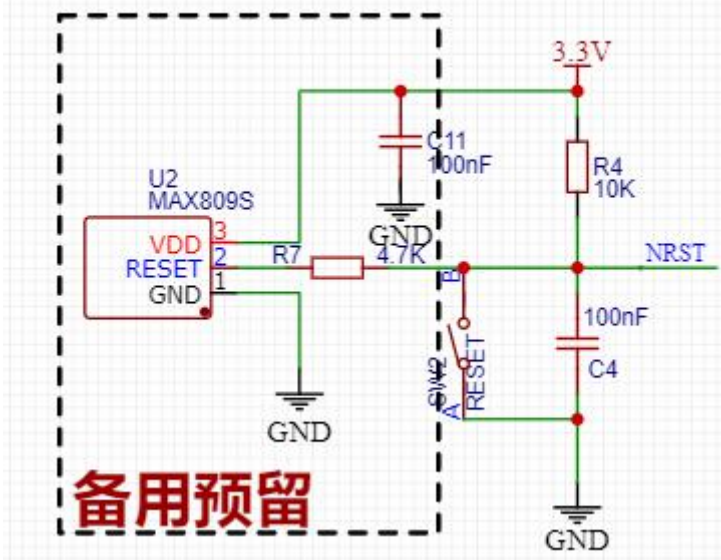 3.3V
C11
100nF
R4
10K
U2
MAX809S
GND
VDD
3
R7
4.7K
RESET
2
NRST
GND
1
B
SW2
RESET
A
100nF
C4
GND
备用预留
GND